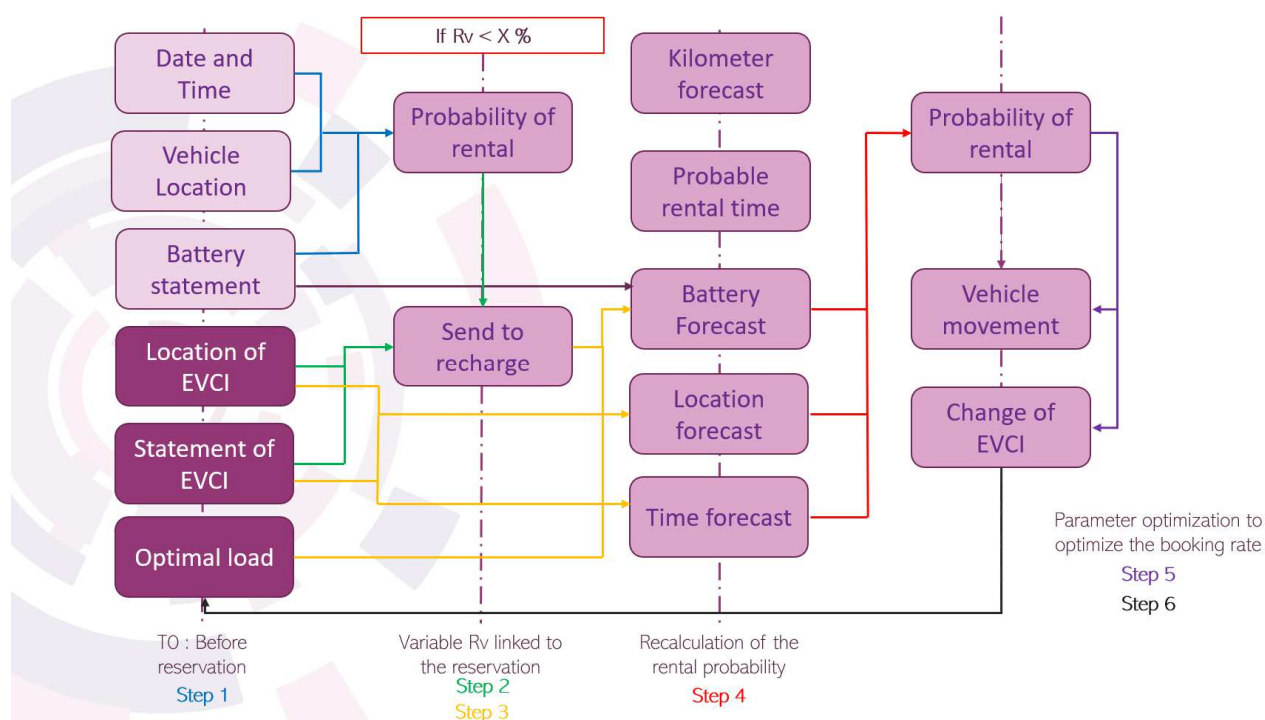 If Rv < X %
Date and
Time
Vehicle
Location
Battery
statement
Location of
EVCI
Statement of
EVCI
Optimal load
T0 : Before
reservation
Step 1
Probability of
rental
Send to
recharge
Variable Rv linked to
the reservation
Step 2
Step 3
Kilometer
forecast
Probable
rental time
Battery
Forecast
Location
forecast
Time forecast
Recalculation of the
rental probability
Step 4
Probability of
rental
Vehicle
movement
Change of
EVCI
Parameter optimization to
optimize the booking rate
Step 5
Step 6